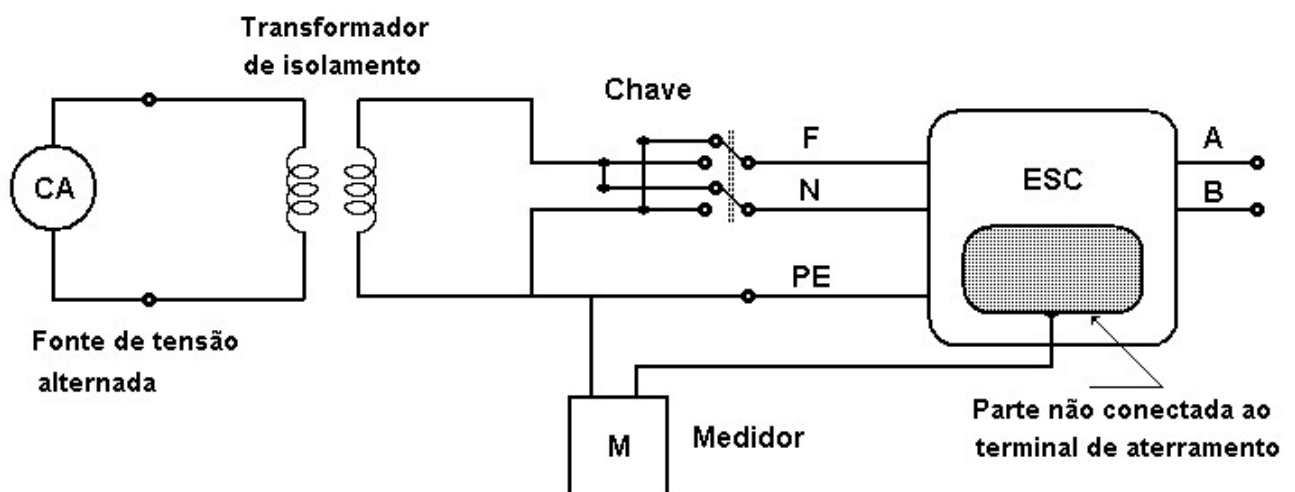 Transformador
de isolamento
Chave
CA
F
N
PE
ESC
A
B
Fonte de tensão
alternada
M
Medidor
Parte não conectada ao
terminal de aterramento